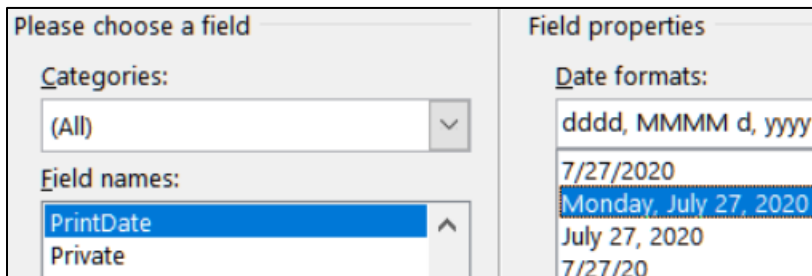 Please choose a field
Categories:
(All)
Field names:
PrintDate
Private
Field properties
Date formats:
dddd, MMMM d, yyyy
7/27/2020
Monday, July 27, 2020
July 27, 2020
7/27/20